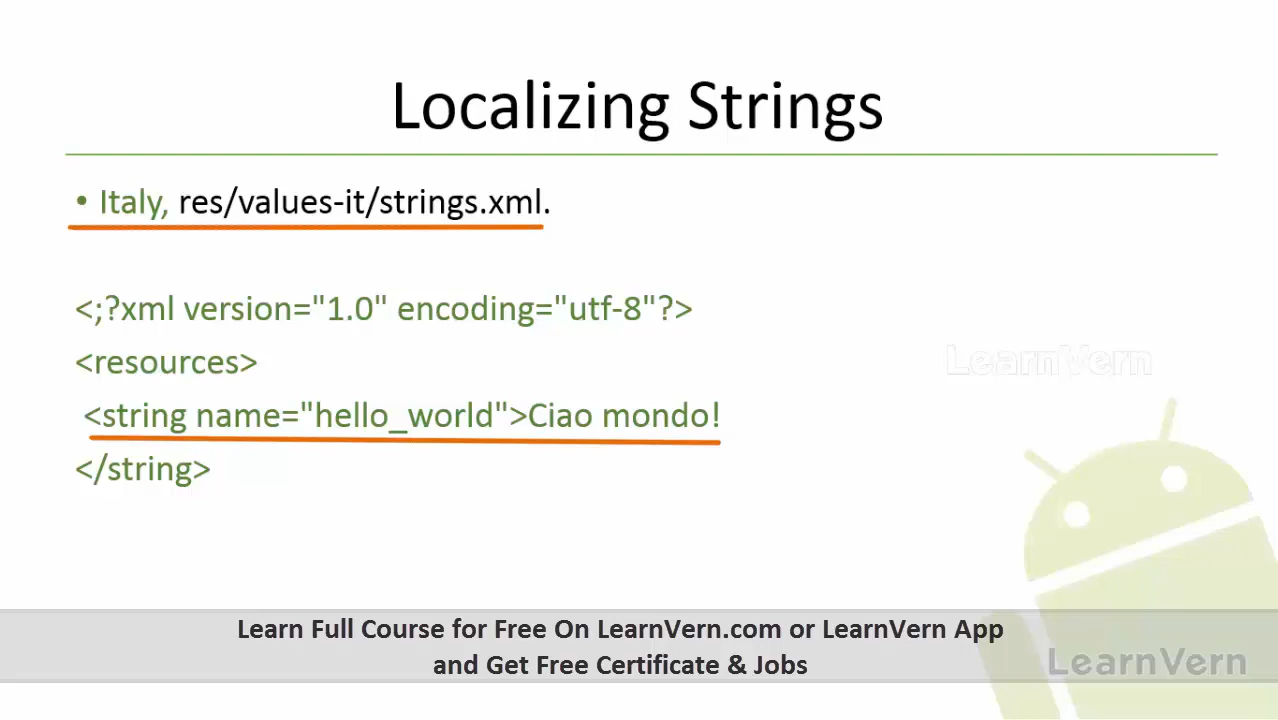 Localizing Strings
• Italy, res/values-it/strings.xml.
<;?xml version="1.0" encoding="utf-8"?>
<resources>
<string name="hello_world">Ciao mondo!
</string>
LearnVern
Learn Full Course for Free On LearnVern.com or LearnVern App
and Get Free Certificate & Jobs
LearnVern